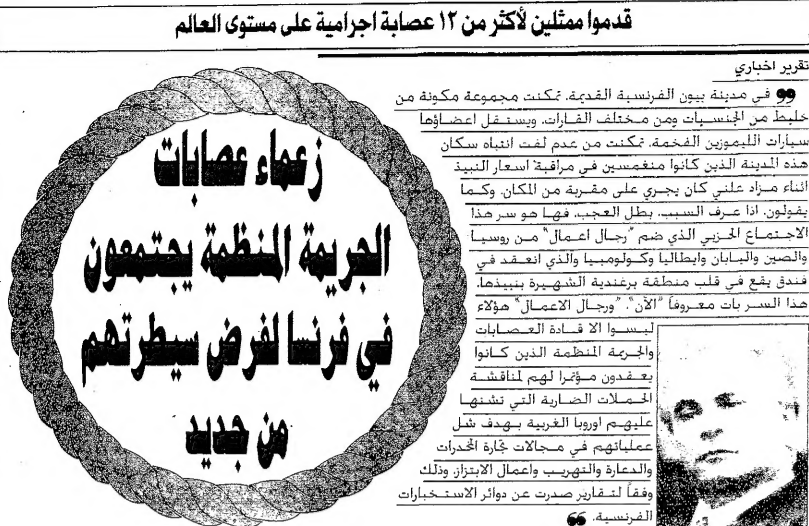 قدموا ممثلين لأكثر من ١٢ عصابة اجرامية على مستوى العالم
زعماء عصابات
الجريمة المنظمة يجتمعون
في فرنسا لفرض سيطرتهم
من جديد
تقرير اخباري
في مدينة بيون الفرنسية القديمة، تمكنت مجموعة مكونة من
خليط من الجنسيات ومن مختلف القارات، ويستقل اعضاؤها
سيارات الليموزين الفخمة، تمكنت من عدم لفت انتباه سكان
هذه المدينة الذين كانوا منغمسين في مراقبة اسعار النبيذ
اثناء مزاد علني كان يجري على مقربة من المكان. وكما
يقولون، اذا عرف السبب، بطل العجب، فها هو سر هذا
الاجتماع الحزبي الذي ضم "رجال اعمال" من روسيا
والصين واليابان وايطاليا وكولومبيا والذي انعقد في
فندق يقع في قلب منطقة برغندية الشهيرة بنبيذها،
هذا السر بات معروفاً "الآن". "ورجال الاعمال" هؤلاء
ليسوا الا قادة العصابات
والجريمة المنظمة الذين كانوا
يعقدون مؤتمرا لهم لمناقشة
الحملات الضارية التي تشنها
عليهم اوروبا الغربية بهدف شل
عملياتهم في مجالات تجارة المخدرات
والدعارة والتهريب واعمال الابتزاز. وذلك
وفقاً لتقارير صدرت عن دوائر الاستخبارات
الفرنسية.